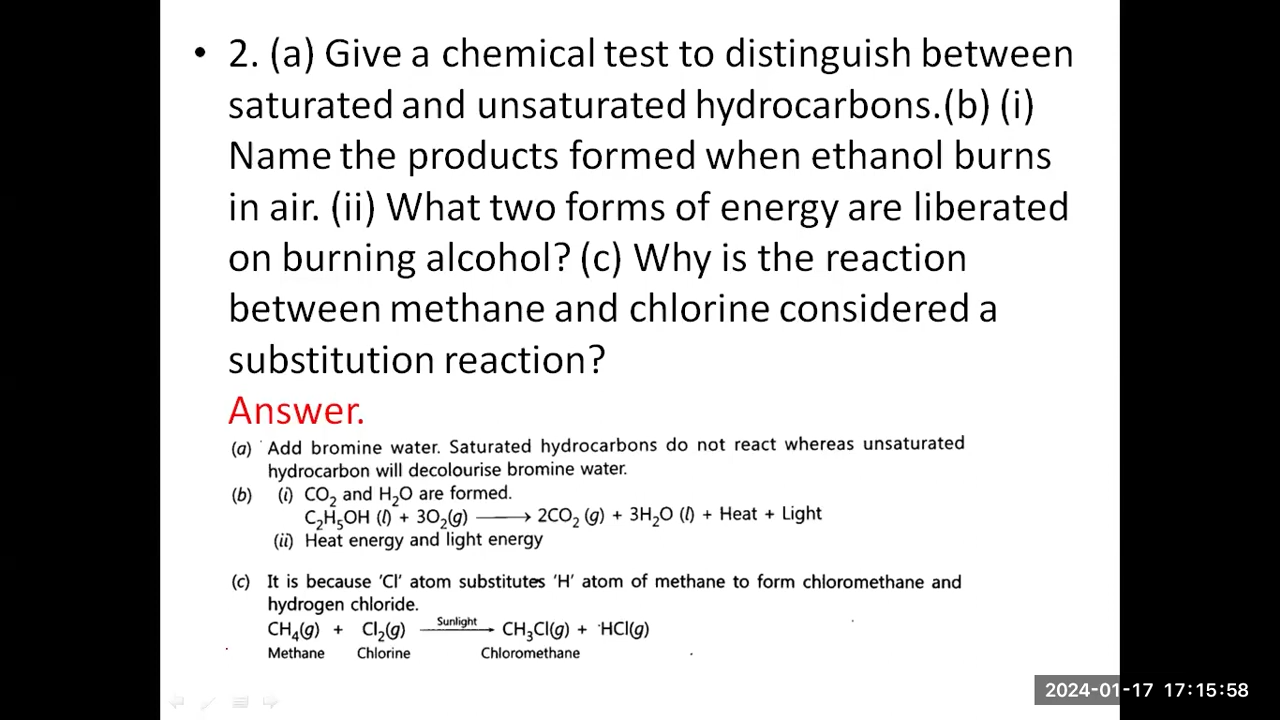 • 2. (a) Give a chemical test to distinguish between
saturated and unsaturated hydrocarbons.(b) (i)
Name the products formed when ethanol burns
in air. (ii) What two forms of energy are liberated
on burning alcohol? (c) Why is the reaction
between methane and chlorine considered a
substitution reaction?
Answer.
(a) Add bromine water. Saturated hydrocarbons do not react whereas unsaturated
hydrocarbon will decolourise bromine water.
(b) (i) CO₂ and H₂O are formed.
C₂H₅OH (l) + 3O₂(g) ⟶ 2CO₂ (g) + 3H₂O (l) + Heat + Light
(ii) Heat energy and light energy
(c) It is because 'Cl' atom substitutes 'H' atom of methane to form chloromethane and
hydrogen chloride.
CH₄(g) + Cl₂(g) Sunlight ⟶ CH₃Cl(g) + HCl(g)
Methane Chlorine Chloromethane
2024-01-17 17:15:58